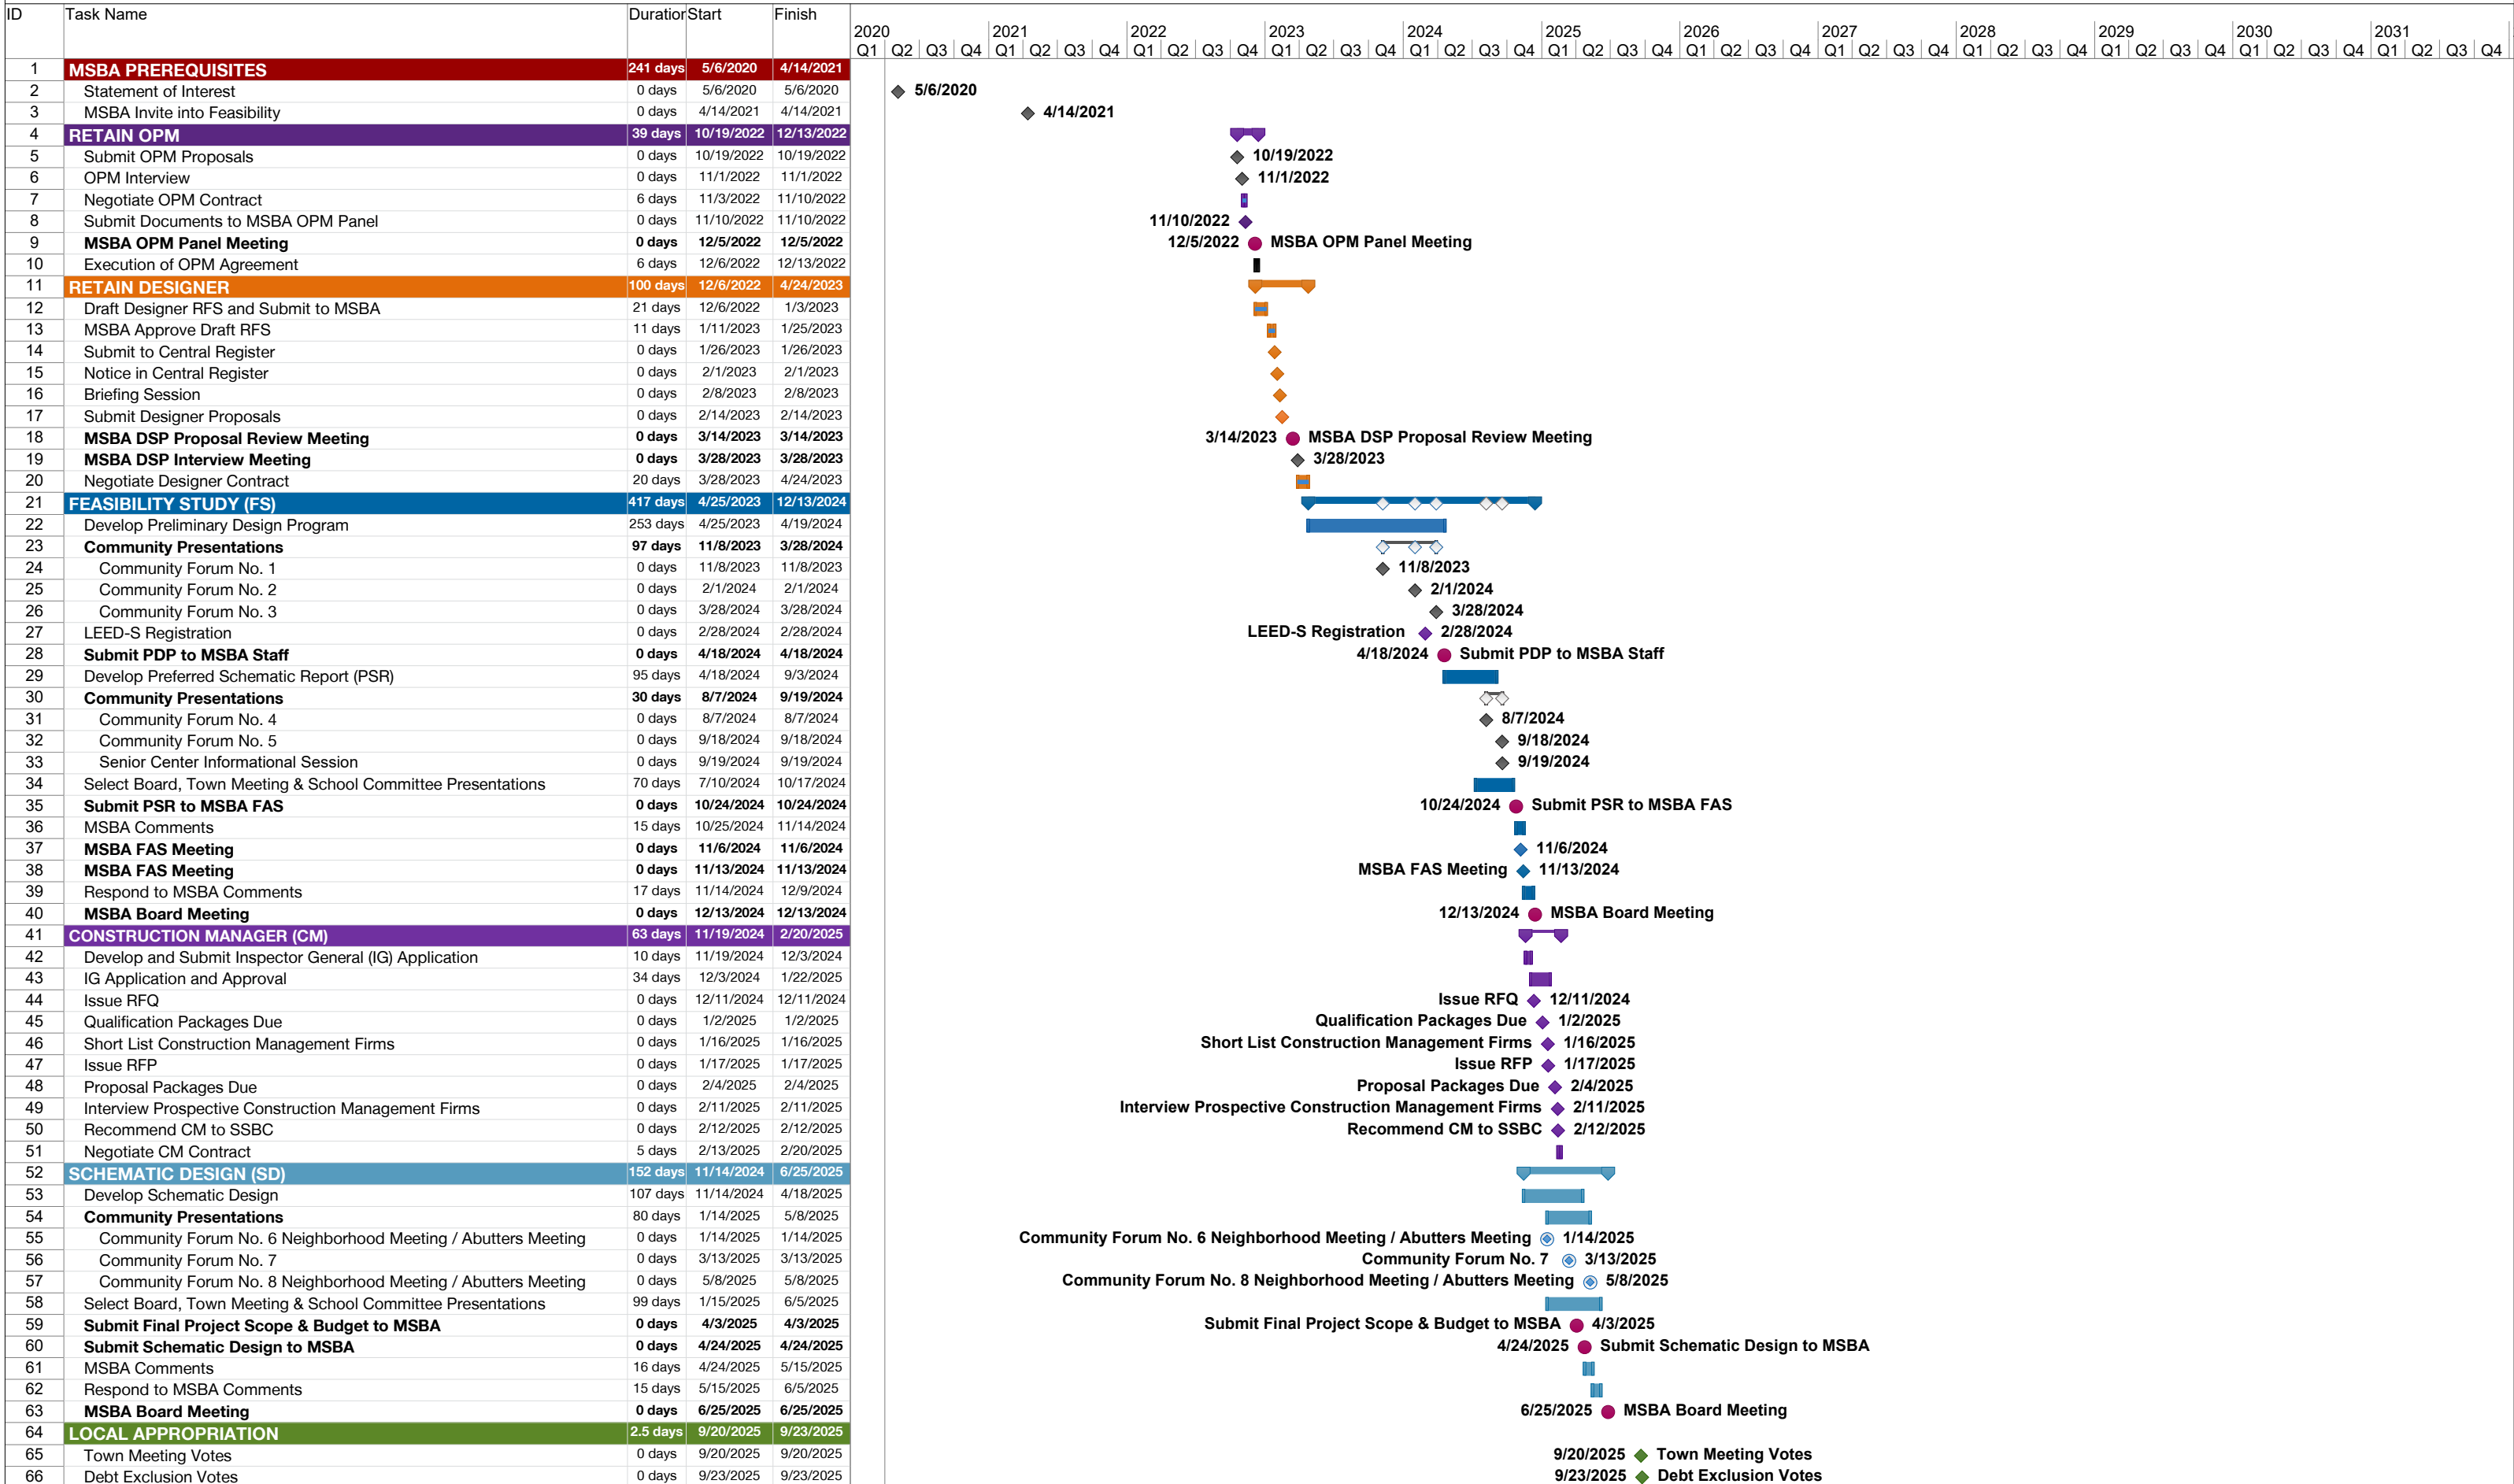 ID Task Name Duration Start Finish
2020 2021 2022 2023 2024 2025 2026 2027 2028 2029 2030 2031
Q1 Q2 Q3 Q4 Q1 Q2 Q3 Q4 Q1 Q2 Q3 Q4 Q1 Q2 Q3 Q4 Q1 Q2 Q3 Q4 Q1 Q2 Q3 Q4 Q1 Q2 Q3 Q4 Q1 Q2 Q3 Q4 Q1 Q2 Q3 Q4 Q1 Q2 Q3 Q4 Q1 Q2 Q3 Q4 Q1 Q2 Q3 Q4
1 MSBA PREREQUISITES 241 days 5/6/2020 4/14/2021
2 Statement of Interest 0 days 5/6/2020 5/6/2020 5/6/2020
3 MSBA Invite into Feasibility 0 days 4/14/2021 4/14/2021 4/14/2021
4 RETAIN OPM 39 days 10/19/2022 12/13/2022
5 Submit OPM Proposals 0 days 10/19/2022 10/19/2022 10/19/2022
6 OPM Interview 0 days 11/1/2022 11/1/2022 11/1/2022
7 Negotiate OPM Contract 6 days 11/3/2022 11/10/2022
8 Submit Documents to MSBA OPM Panel 0 days 11/10/2022 11/10/2022 11/10/2022
9 MSBA OPM Panel Meeting 0 days 12/5/2022 12/5/2022 12/5/2022 MSBA OPM Panel Meeting
10 Execution of OPM Agreement 6 days 12/6/2022 12/13/2022
11 RETAIN DESIGNER 100 days 12/6/2022 4/24/2023
12 Draft Designer RFS and Submit to MSBA 21 days 12/6/2022 1/3/2023
13 MSBA Approve Draft RFS 11 days 1/11/2023 1/25/2023
14 Submit to Central Register 0 days 1/26/2023 1/26/2023
15 Notice in Central Register 0 days 2/1/2023 2/1/2023
16 Briefing Session 0 days 2/8/2023 2/8/2023
17 Submit Designer Proposals 0 days 2/14/2023 2/14/2023
18 MSBA DSP Proposal Review Meeting 0 days 3/14/2023 3/14/2023 3/14/2023 MSBA DSP Proposal Review Meeting
19 MSBA DSP Interview Meeting 0 days 3/28/2023 3/28/2023 3/28/2023
20 Negotiate Designer Contract 20 days 3/28/2023 4/24/2023
21 FEASIBILITY STUDY (FS) 417 days 4/25/2023 12/13/2024
22 Develop Preliminary Design Program 253 days 4/25/2023 4/19/2024
23 Community Presentations 97 days 11/8/2023 3/28/2024
24 Community Forum No. 1 0 days 11/8/2023 11/8/2023 11/8/2023
25 Community Forum No. 2 0 days 2/1/2024 2/1/2024 2/1/2024
26 Community Forum No. 3 0 days 3/28/2024 3/28/2024 3/28/2024
27 LEED-S Registration 0 days 2/28/2024 2/28/2024 LEED-S Registration 2/28/2024
28 Submit PDP to MSBA Staff 0 days 4/18/2024 4/18/2024 4/18/2024 Submit PDP to MSBA Staff
29 Develop Preferred Schematic Report (PSR) 95 days 4/18/2024 9/3/2024
30 Community Presentations 30 days 8/7/2024 9/19/2024
31 Community Forum No. 4 0 days 8/7/2024 8/7/2024 8/7/2024
32 Community Forum No. 5 0 days 9/18/2024 9/18/2024 9/18/2024
33 Senior Center Informational Session 0 days 9/19/2024 9/19/2024 9/19/2024
34 Select Board, Town Meeting & School Committee Presentations 70 days 7/10/2024 10/17/2024
35 Submit PSR to MSBA FAS 0 days 10/24/2024 10/24/2024 10/24/2024 Submit PSR to MSBA FAS
36 MSBA Comments 15 days 10/25/2024 11/14/2024
37 MSBA FAS Meeting 0 days 11/6/2024 11/6/2024 11/6/2024
38 MSBA FAS Meeting 0 days 11/13/2024 11/13/2024 MSBA FAS Meeting 11/13/2024
39 Respond to MSBA Comments 17 days 11/14/2024 12/9/2024
40 MSBA Board Meeting 0 days 12/13/2024 12/13/2024 12/13/2024 MSBA Board Meeting
41 CONSTRUCTION MANAGER (CM) 63 days 11/19/2024 2/20/2025
42 Develop and Submit Inspector General (IG) Application 10 days 11/19/2024 12/3/2024
43 IG Application and Approval 34 days 12/3/2024 1/22/2025
44 Issue RFQ 0 days 12/11/2024 12/11/2024 Issue RFQ 12/11/2024
45 Qualification Packages Due 0 days 1/2/2025 1/2/2025 Qualification Packages Due 1/2/2025
46 Short List Construction Management Firms 0 days 1/16/2025 1/16/2025 Short List Construction Management Firms 1/16/2025
47 Issue RFP 0 days 1/17/2025 1/17/2025 Issue RFP 1/17/2025
48 Proposal Packages Due 0 days 2/4/2025 2/4/2025 Proposal Packages Due 2/4/2025
49 Interview Prospective Construction Management Firms 0 days 2/11/2025 2/11/2025 Interview Prospective Construction Management Firms 2/11/2025
50 Recommend CM to SSBC 0 days 2/12/2025 2/12/2025 Recommend CM to SSBC 2/12/2025
51 Negotiate CM Contract 5 days 2/13/2025 2/20/2025
52 SCHEMATIC DESIGN (SD) 152 days 11/14/2024 6/25/2025
53 Develop Schematic Design 107 days 11/14/2024 4/18/2025
54 Community Presentations 80 days 1/14/2025 5/8/2025
55 Community Forum No. 6 Neighborhood Meeting / Abutters Meeting 0 days 1/14/2025 1/14/2025 Community Forum No. 6 Neighborhood Meeting / Abutters Meeting 1/14/2025
56 Community Forum No. 7 0 days 3/13/2025 3/13/2025 Community Forum No. 7 3/13/2025
57 Community Forum No. 8 Neighborhood Meeting / Abutters Meeting 0 days 5/8/2025 5/8/2025 Community Forum No. 8 Neighborhood Meeting / Abutters Meeting 5/8/2025
58 Select Board, Town Meeting & School Committee Presentations 99 days 1/15/2025 6/5/2025
59 Submit Final Project Scope & Budget to MSBA 0 days 4/3/2025 4/3/2025 Submit Final Project Scope & Budget to MSBA 4/3/2025
60 Submit Schematic Design to MSBA 0 days 4/24/2025 4/24/2025 4/24/2025 Submit Schematic Design to MSBA
61 MSBA Comments 16 days 4/24/2025 5/15/2025
62 Respond to MSBA Comments 15 days 5/15/2025 6/5/2025
63 MSBA Board Meeting 0 days 6/25/2025 6/25/2025 6/25/2025 MSBA Board Meeting
64 LOCAL APPROPRIATION 2.5 days 9/20/2025 9/23/2025
65 Town Meeting Votes 0 days 9/20/2025 9/20/2025 9/20/2025 Town Meeting Votes
66 Debt Exclusion Votes 0 days 9/23/2025 9/23/2025 9/23/2025 Debt Exclusion Votes